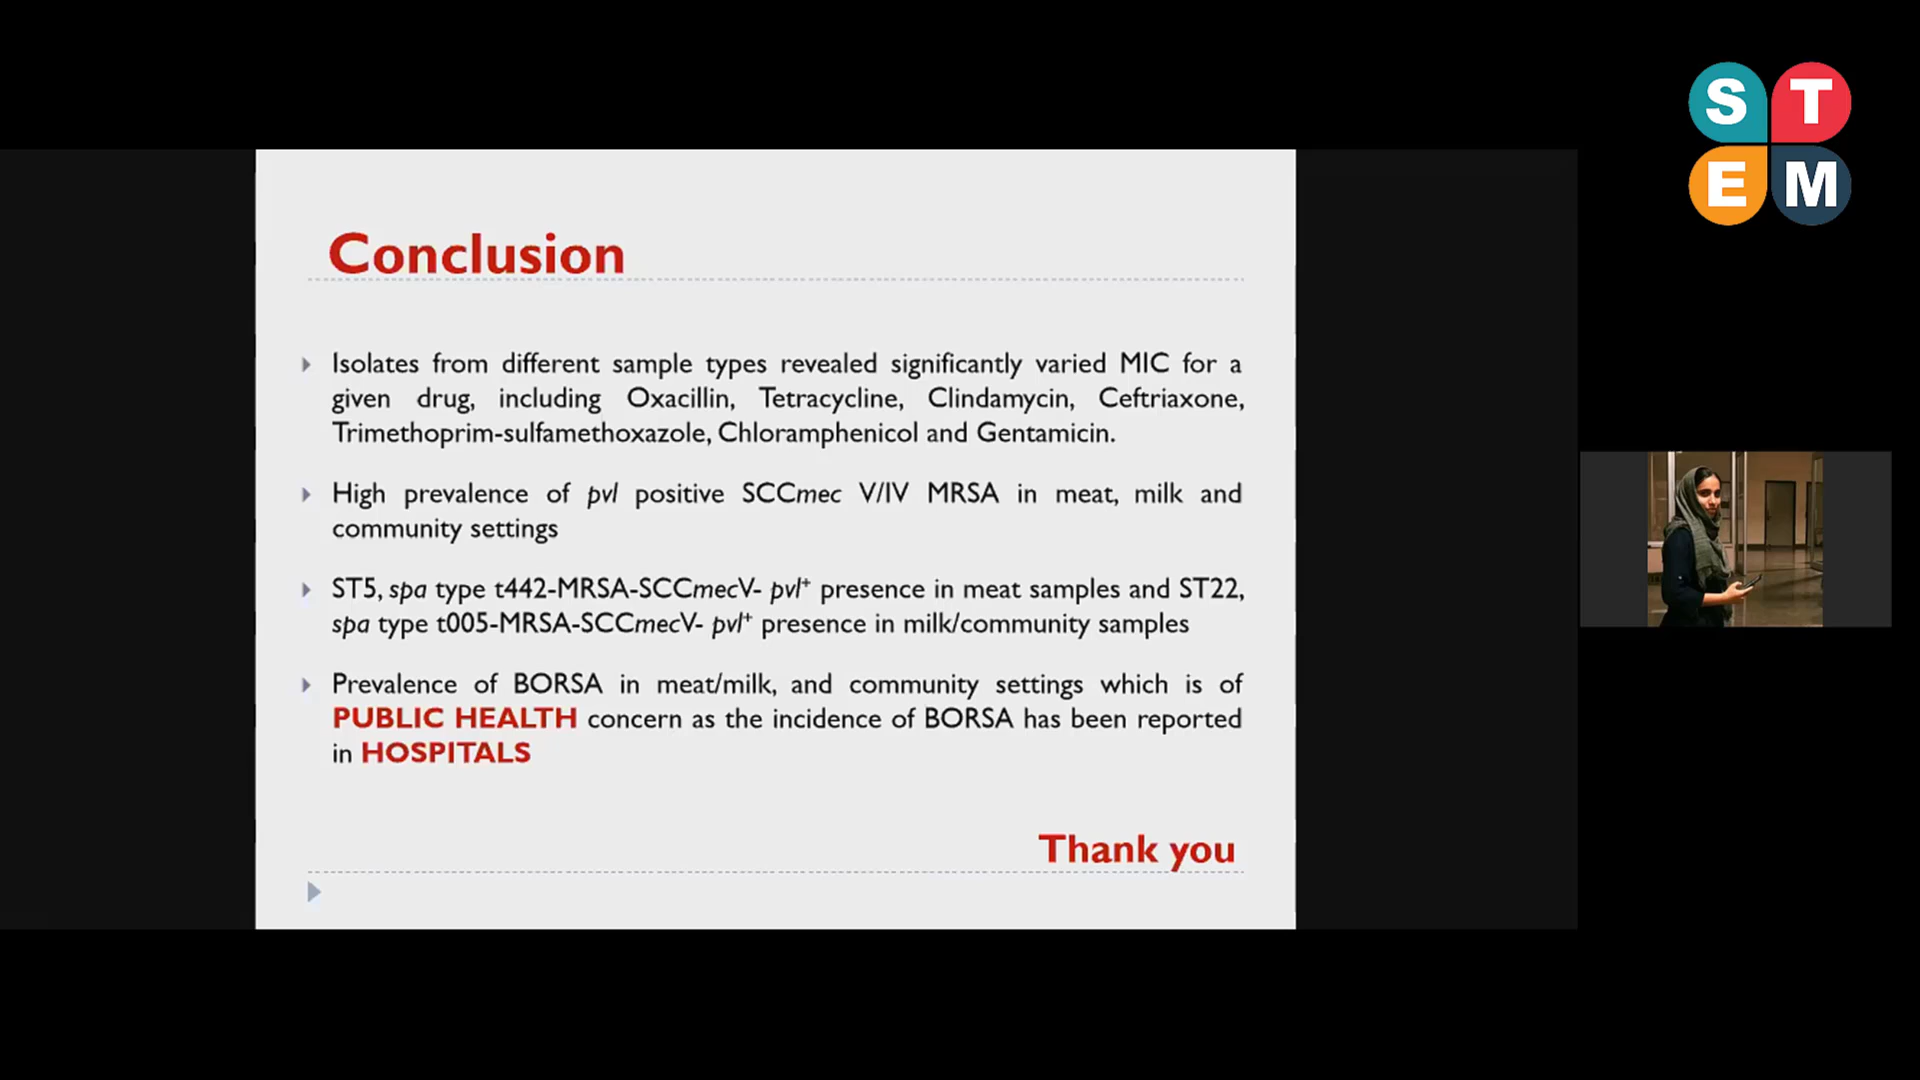 S T
E M
Conclusion
Isolates from different sample types revealed significantly varied MIC for a
given drug, including Oxacillin, Tetracycline, Clindamycin, Ceftriaxone,
Trimethoprim-sulfamethoxazole, Chloramphenicol and Gentamicin.
High prevalence of pvl positive SCCmec V/IV MRSA in meat, milk and
community settings
ST5, spa type t442-MRSA-SCCmecV- pvl⁺ presence in meat samples and ST22,
spa type t005-MRSA-SCCmecV- pvl⁺ presence in milk/community samples
Prevalence of BORSA in meat/milk, and community settings which is of
PUBLIC HEALTH concern as the incidence of BORSA has been reported
in HOSPITALS
Thank you